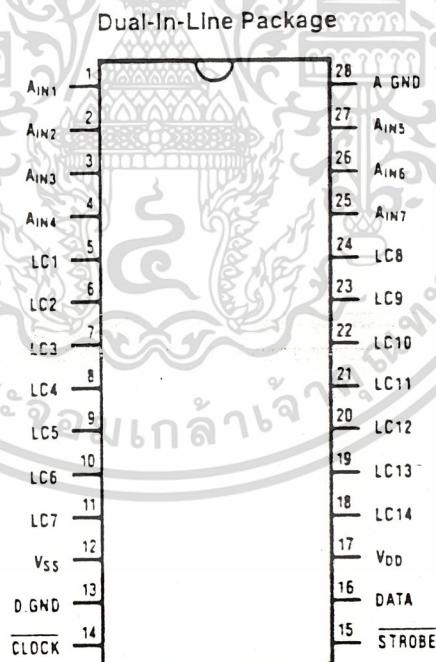 Dual-In-Line Package
AIN1 1
AIN2 2
AIN3 3
AIN4 4
LC1 5
LC2 6
LC3 7
LC4 8
LC5 9
LC6 10
LC7 11
VSS 12
D.GND 13
CLOCK 14
28 A GND
27 AIN5
26 AIN6
25 AIN7
24 LC8
23 LC9
22 LC10
21 LC11
20 LC12
19 LC13
18 LC14
17 VDD
16 DATA
15 STROBE